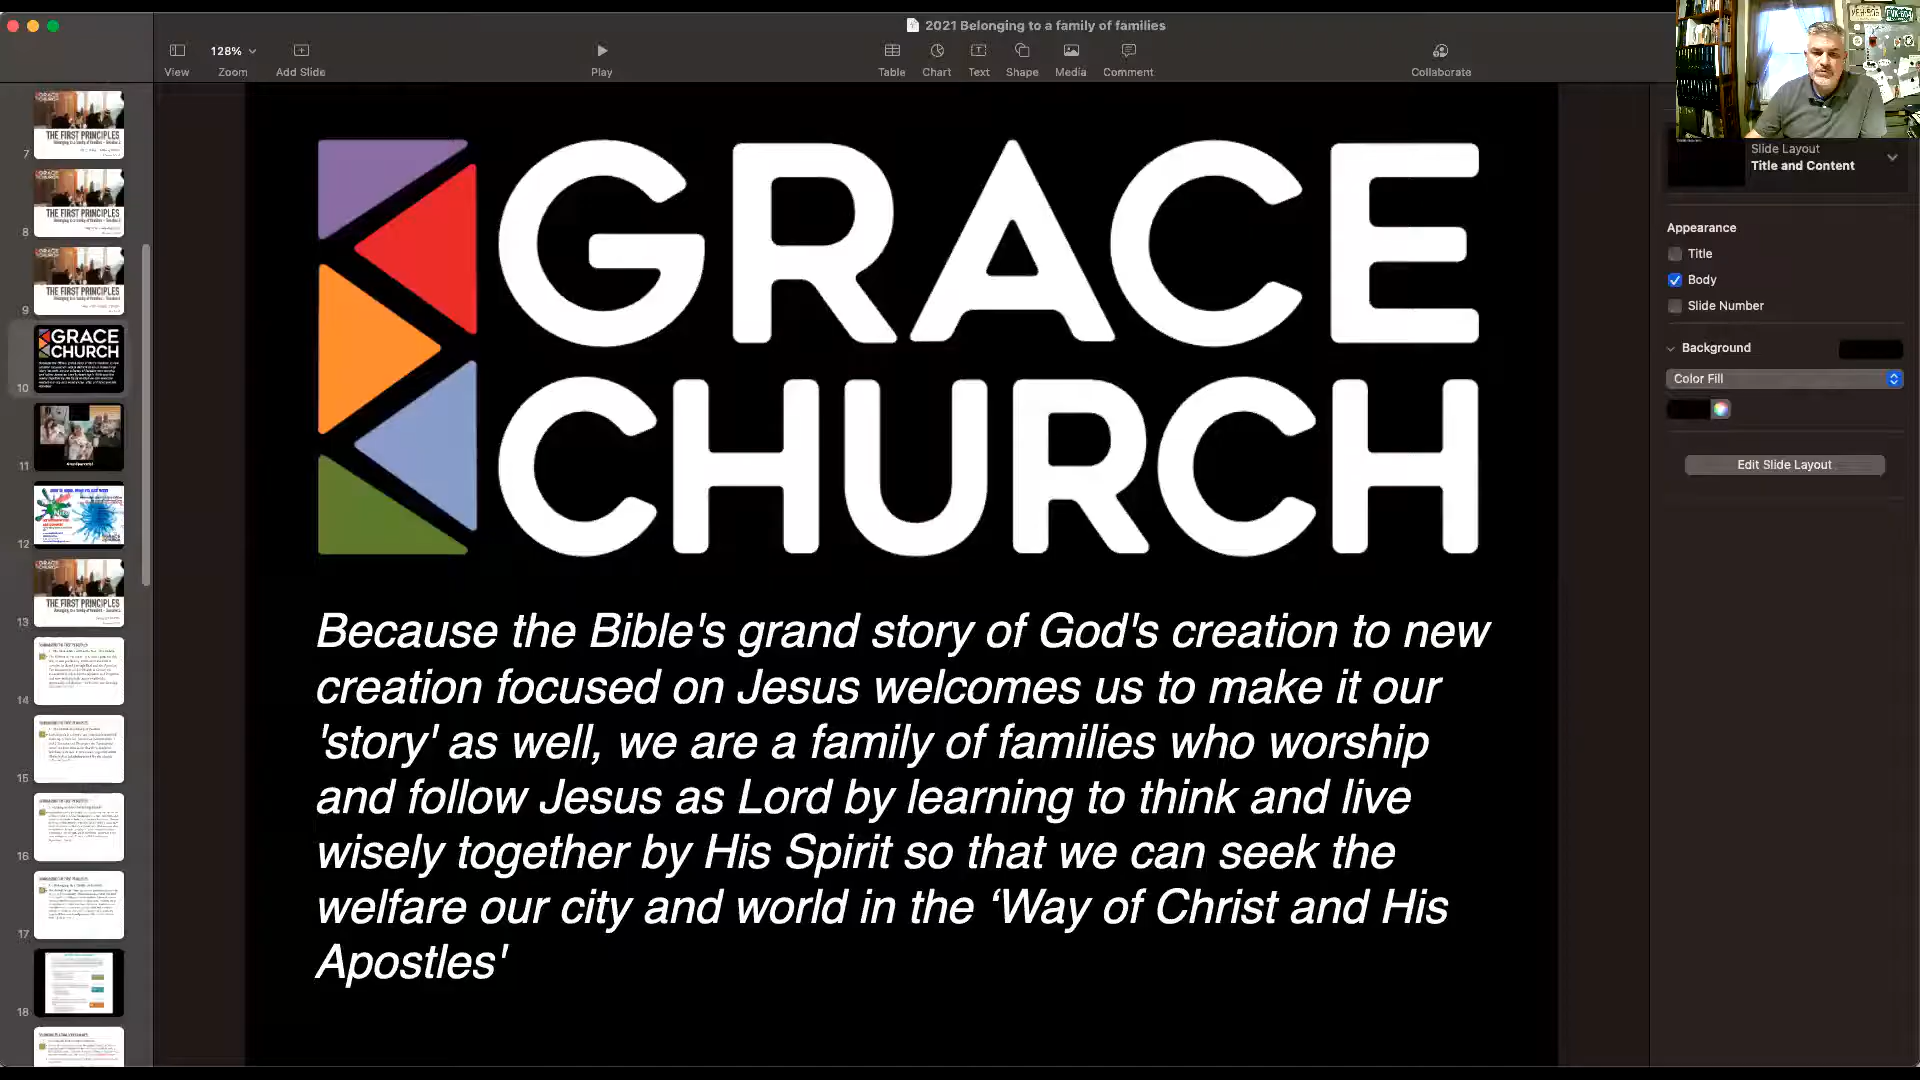 2021 Belonging to a family of families
128%
View
Zoom
Add Slide
Play
Table
Chart
Text
Shape
Media
Comment
Collaborate
Slide Layout
Title and Content
Appearance
Title
Body
Slide Number
Background
Color Fill
Edit Slide Layout
THE FIRST PRINCIPLES
7
THE FIRST PRINCIPLES
8
THE FIRST PRINCIPLES
9
GRACE
CHURCH
10
11
12
THE FIRST PRINCIPLES
13
14
15
16
17
18
GRACE
CHURCH
Because the Bible's grand story of God's creation to new
creation focused on Jesus welcomes us to make it our
'story' as well, we are a family of families who worship
and follow Jesus as Lord by learning to think and live
wisely together by His Spirit so that we can seek the
welfare our city and world in the ‘Way of Christ and His
Apostles'